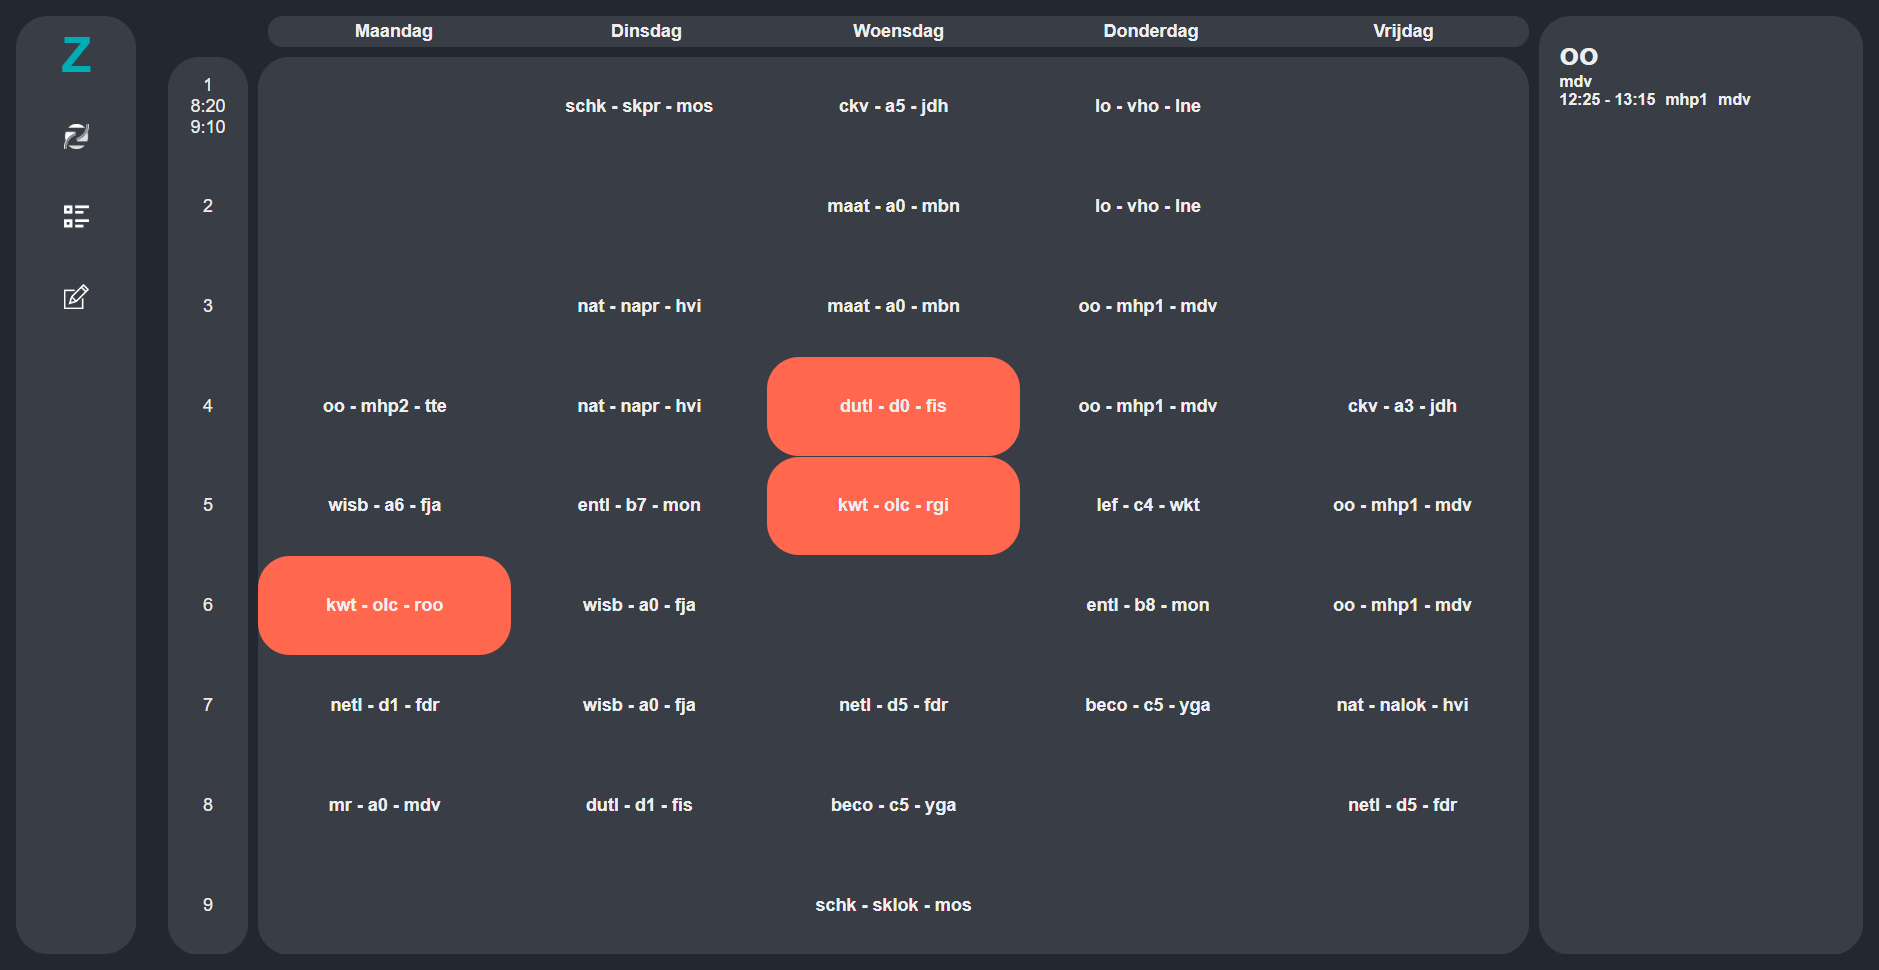 Z
Maandag Dinsdag Woensdag Donderdag Vrijdag
1
8:20
9:10
schk - skpr - mos ckv - a5 - jdh lo - vho - lne
2 maat - a0 - mbn lo - vho - lne
3 nat - napr - hvi maat - a0 - mbn oo - mhp1 - mdv
4 oo - mhp2 - tte nat - napr - hvi dutl - d0 - fis oo - mhp1 - mdv ckv - a3 - jdh
5 wisb - a6 - fja entl - b7 - mon kwt - olc - rgi lef - c4 - wkt oo - mhp1 - mdv
6 kwt - olc - roo wisb - a0 - fja entl - b8 - mon oo - mhp1 - mdv
7 netl - d1 - fdr wisb - a0 - fja netl - d5 - fdr beco - c5 - yga nat - nalok - hvi
8 mr - a0 - mdv dutl - d1 - fis beco - c5 - yga netl - d5 - fdr
9 schk - sklok - mos
oo
mdv
12:25 - 13:15 mhp1 mdv